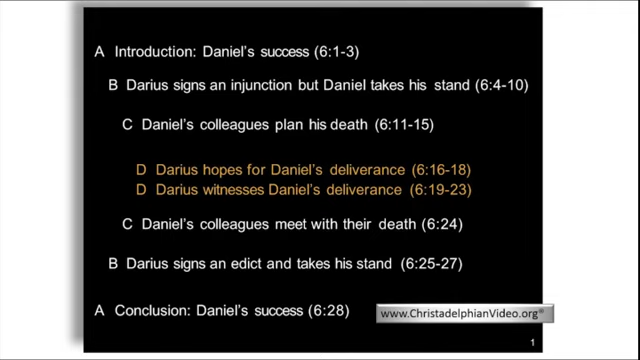 A Introduction: Daniel's success (6:1-3)
B Darius signs an injunction but Daniel takes his stand (6:4-10)
C Daniel's colleagues plan his death (6:11-15)
D Darius hopes for Daniel's deliverance (6:16-18)
D Darius witnesses Daniel's deliverance (6:19-23)
C Daniel's colleagues meet with their death (6:24)
B Darius signs an edict and takes his stand (6:25-27)
A Conclusion: Daniel's success (6:28)
www.ChristadelphianVideo.org®
1